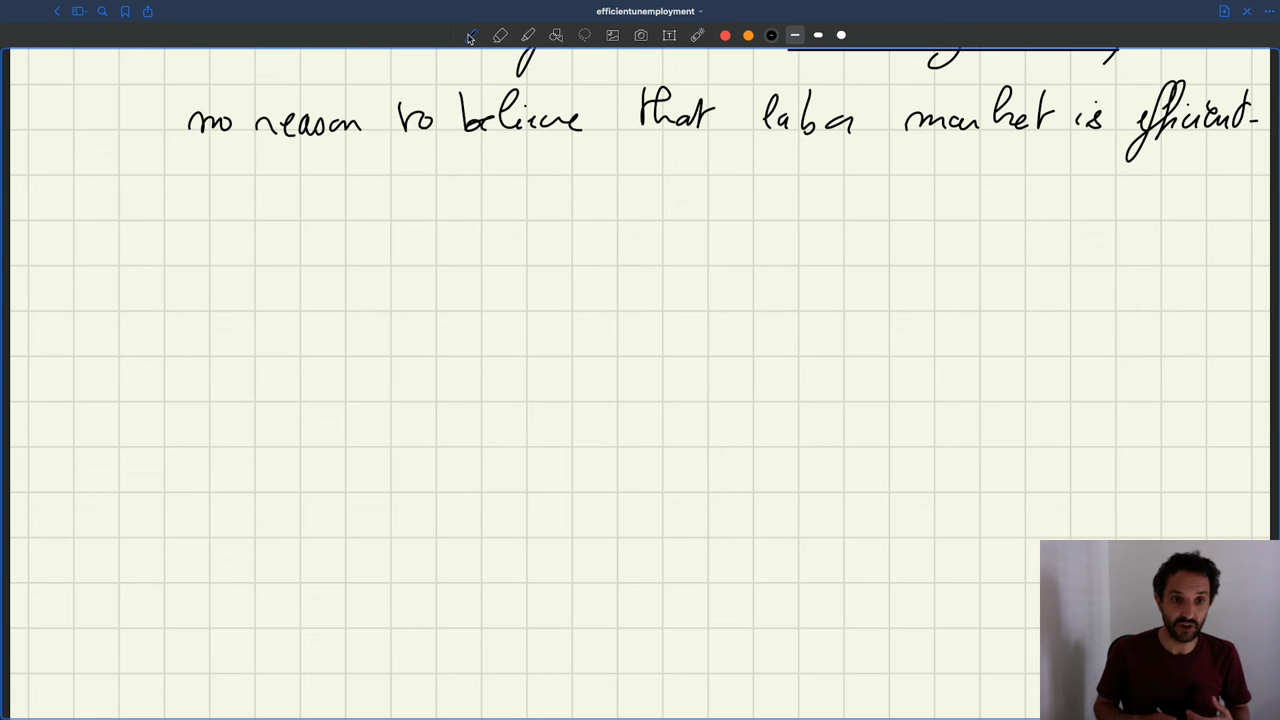 efficientunemployment
no reason to believe that labor market is efficient-